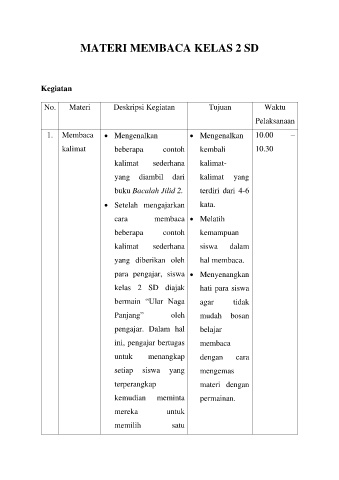 MATERI MEMBACA KELAS 2 SD
Kegiatan
No. Materi Deskripsi Kegiatan Tujuan Waktu
Pelaksanaan
1. Membaca
kalimat
• Mengenalkan
beberapa contoh
kalimat sederhana
yang diambil dari
buku Bacalah Jilid 2.
• Setelah mengajarkan
cara membaca
beberapa contoh
kalimat sederhana
yang diberikan oleh
para pengajar, siswa
kelas 2 SD diajak
bermain “Ular Naga
Panjang” oleh
pengajar. Dalam hal
ini, pengajar bertugas
untuk menangkap
setiap siswa yang
terperangkap
kemudian meminta
mereka untuk
memilih satu
• Mengenalkan
kembali
kalimat-
kalimat yang
terdiri dari 4-6
kata.
• Melatih
kemampuan
siswa dalam
hal membaca.
• Menyenangkan
hati para siswa
agar tidak
mudah bosan
belajar
membaca
dengan cara
mengemas
materi dengan
permainan.
10.00 –
10.30